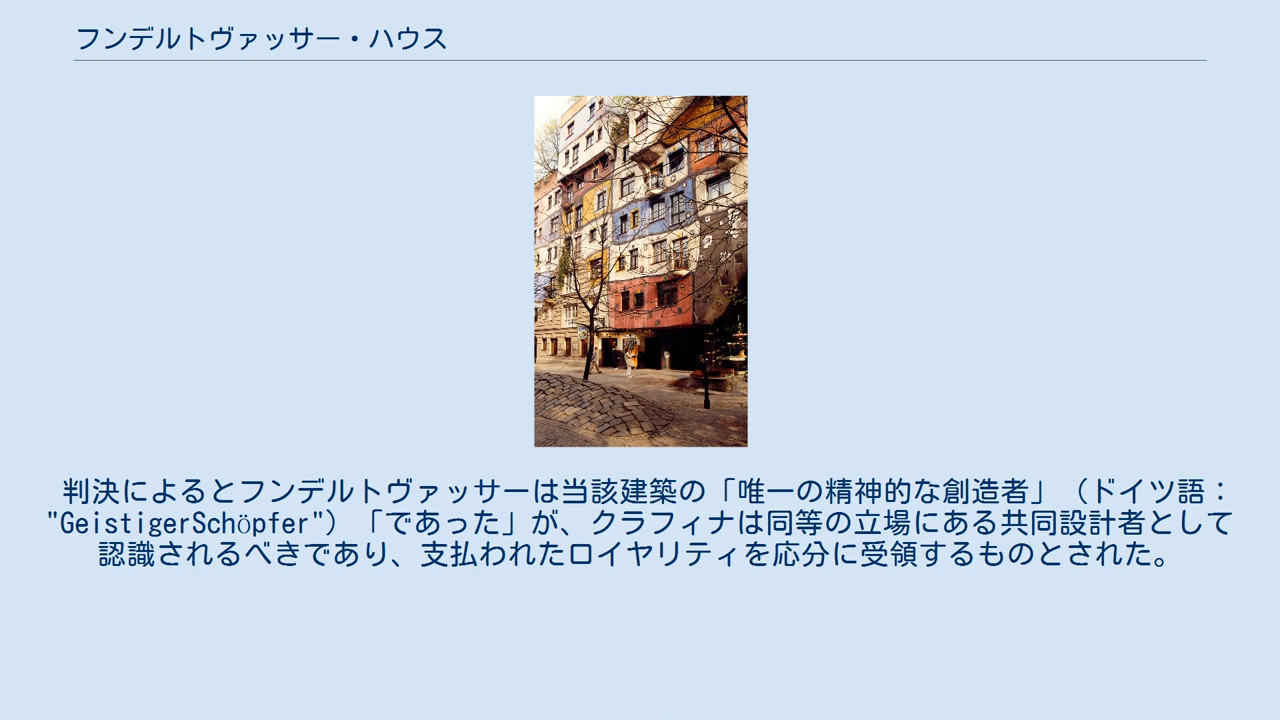 フンデルトヴァッサー・ハウス
判決によるとフンデルトヴァッサーは当該建築の「唯一の精神的な創造者」（ドイツ語：
"GeistigerSchöpfer"）「であった」が、クラフィナは同等の立場にある共同設計者として
認識されるべきであり、支払われたロイヤリティを応分に受領するものとされた。